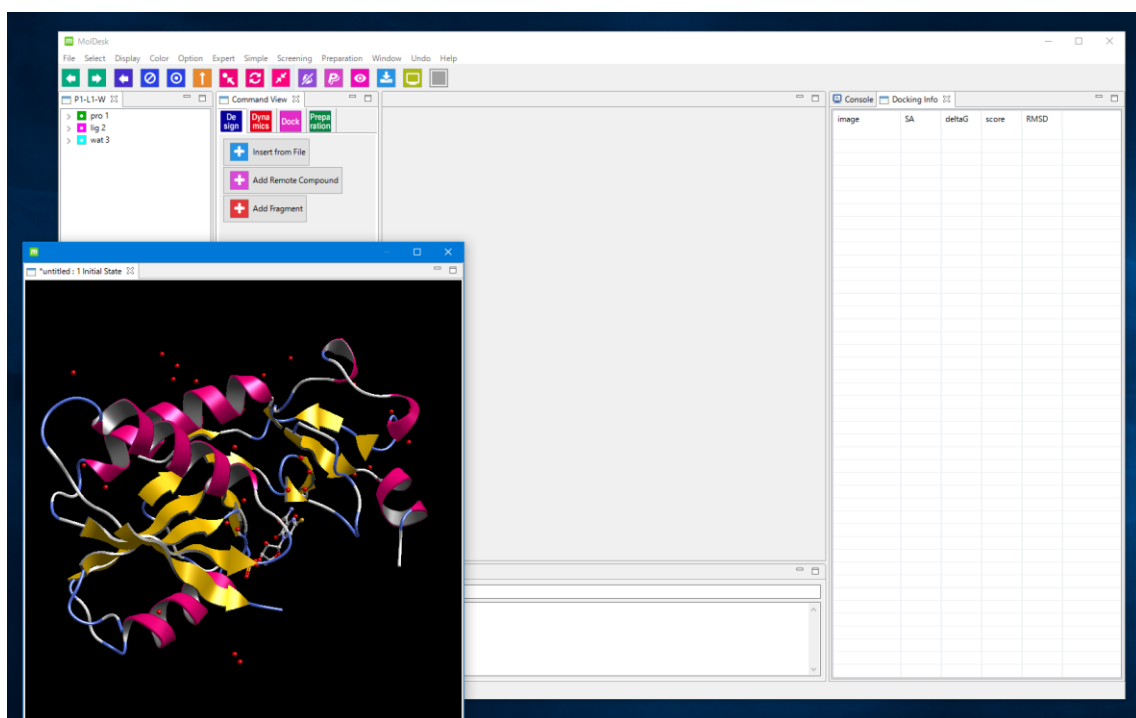 MolDesk
File Select Display Color Option Expert Simple Screening Preparation Window Undo Help
P1-L1-W
Command View
Console Docking Info
pro 1
lig 2
wat 3
De
sign
Dyna
mics
Dock
Prepa
ration
image SA deltaG score RMSD
Insert from File
Add Remote Compound
Add Fragment
*untitled : 1 Initial State